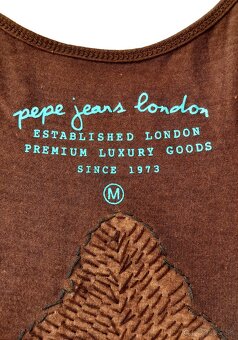 pepe jeans london
ESTABLISHED LONDON
PREMIUM LUXURY GOODS
SINCE 1973
M